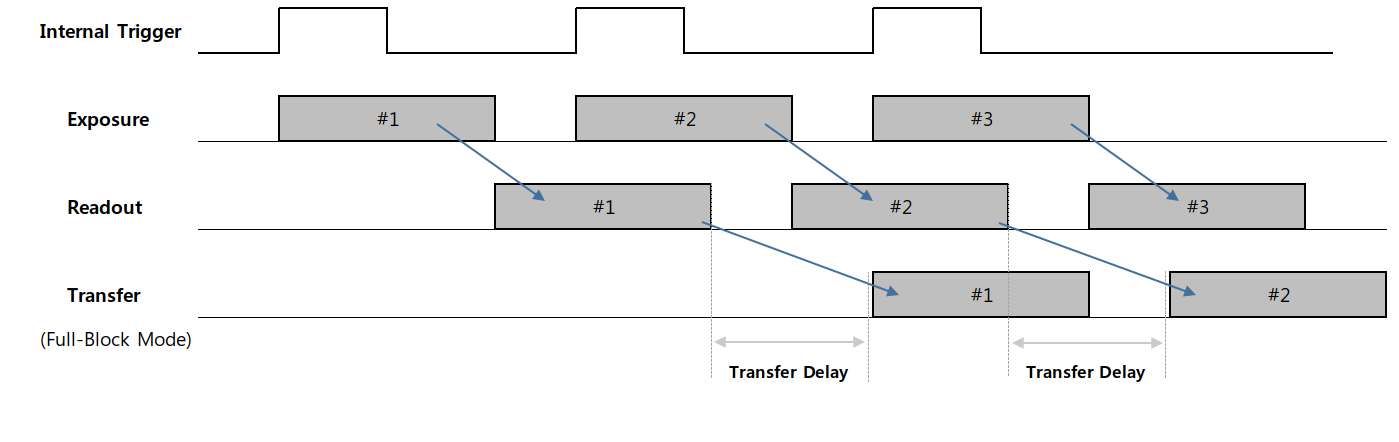 Internal Trigger
Exposure
#1
#2
#3
Readout
#1
#2
#3
Transfer
#1
#2
(Full-Block Mode)
Transfer Delay
Transfer Delay